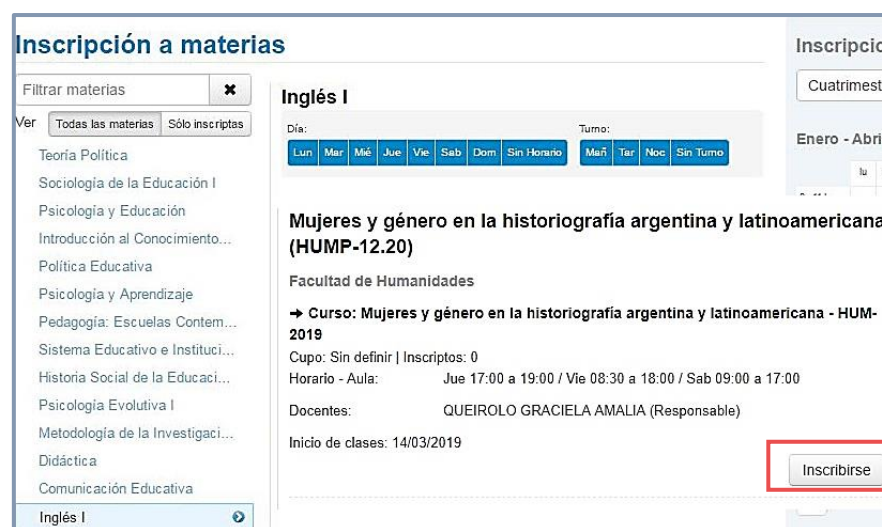 Inscripción a materias
Filtrar materias ✖
Ver Todas las materias Sólo inscriptas
Teoría Política
Sociología de la Educación I
Psicología y Educación
Introducción al Conocimiento...
Política Educativa
Psicología y Aprendizaje
Pedagogía: Escuelas Contem...
Sistema Educativo e Instituci...
Historia Social de la Educaci...
Psicología Evolutiva I
Metodología de la Investigaci...
Didáctica
Comunicación Educativa
Inglés I
Inglés I
Día: Turno:
Lun Mar Mié Jue Vie Sab Dom Sin Horario Mañ Tar Noc Sin Turno
Mujeres y género en la historiografía argentina y latinoamericana
(HUMP-12.20)
Facultad de Humanidades
➔ Curso: Mujeres y género en la historiografía argentina y latinoamericana - HUM-
2019
Cupo: Sin definir | Inscriptos: 0
Horario - Aula: Jue 17:00 a 19:00 / Vie 08:30 a 18:00 / Sab 09:00 a 17:00
Docentes: QUEIROLO GRACIELA AMALIA (Responsable)
Inicio de clases: 14/03/2019
Inscribirse
Inscripcio
Cuatrimest
Enero - Abri
lu